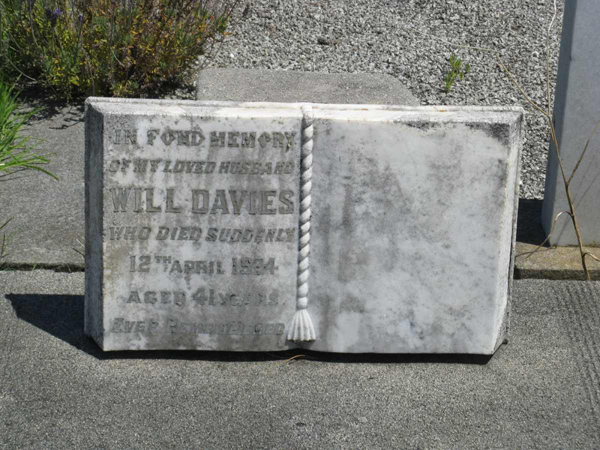 IN FOND MEMORY
OF MY LOVED HUSBAND
WILL DAVIES
WHO DIED SUDDENLY
12TH APRIL 1934
AGED 41 YEARS
EVER REMEMBERED